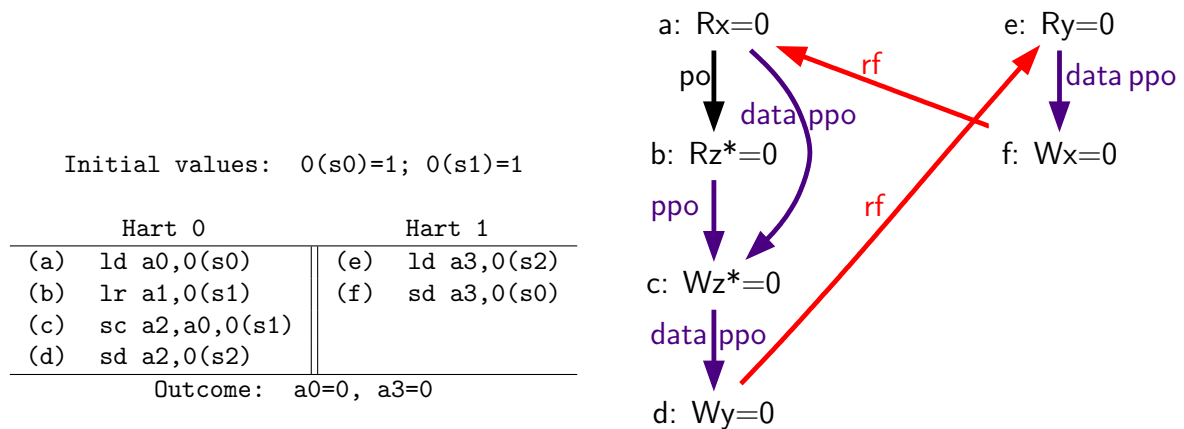 Initial values: 0(s0)=1; 0(s1)=1
Hart 0 Hart 1
(a) ld a0,0(s0) (e) ld a3,0(s2)
(b) lr a1,0(s1) (f) sd a3,0(s0)
(c) sc a2,a0,0(s1)
(d) sd a2,0(s2)
Outcome: a0=0, a3=0
a: Rx=0
e: Ry=0
po
rf
data ppo
data ppo
b: Rz*=0
f: Wx=0
ppo
rf
c: Wz*=0
data ppo
d: Wy=0